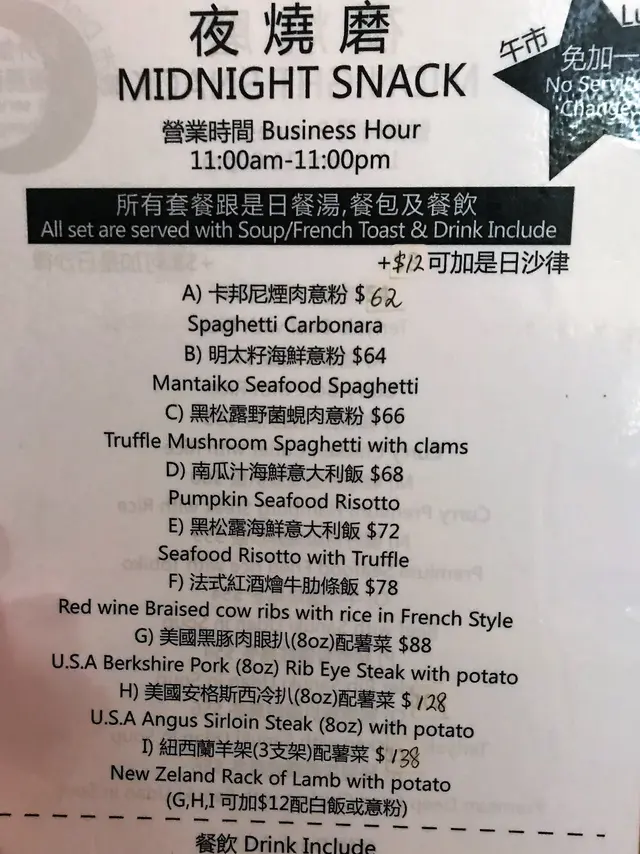 夜燒磨
MIDNIGHT SNACK
營業時間 Business Hour
11:00am-11:00pm
午市
免加一
No Service
Charge
所有套餐跟是日餐湯,餐包及餐飲
All set are served with Soup/French Toast & Drink Include
+$12可加是日沙律
A) 卡邦尼煙肉意粉 $62
Spaghetti Carbonara
B) 明太籽海鮮意粉 $64
Mantaiko Seafood Spaghetti
C) 黑松露野菌蜆肉意粉 $66
Truffle Mushroom Spaghetti with clams
D) 南瓜汁海鮮意大利飯 $68
Pumpkin Seafood Risotto
E) 黑松露海鮮意大利飯 $72
Seafood Risotto with Truffle
F) 法式紅酒燴牛肋條飯 $78
Red wine Braised cow ribs with rice in French Style
G) 美國黑豚肉眼扒(8oz)配薯菜 $88
U.S.A Berkshire Pork (8oz) Rib Eye Steak with potato
H) 美國安格斯西冷扒(8oz)配薯菜 $128
U.S.A Angus Sirloin Steak (8oz) with potato
I) 紐西蘭羊架(3支架)配薯菜 $138
New Zeland Rack of Lamb with potato
(G,H,I 可加$12配白飯或意粉)
餐飲 Drink Include